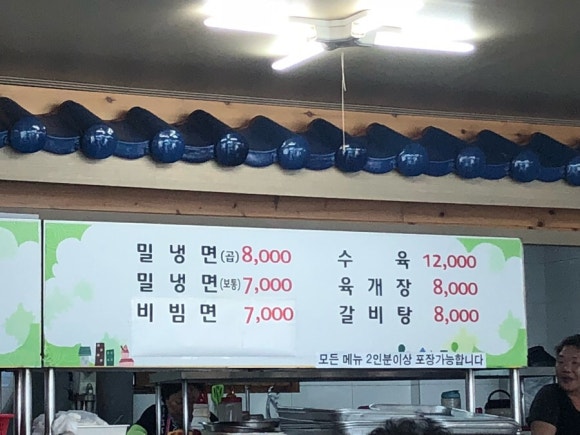 밀냉면(곱) 8,000
밀냉면(보통) 7,000
비빔면 7,000
수육 12,000
육개장 8,000
갈비탕 8,000
모든 메뉴 2인분이상 포장가능합니다